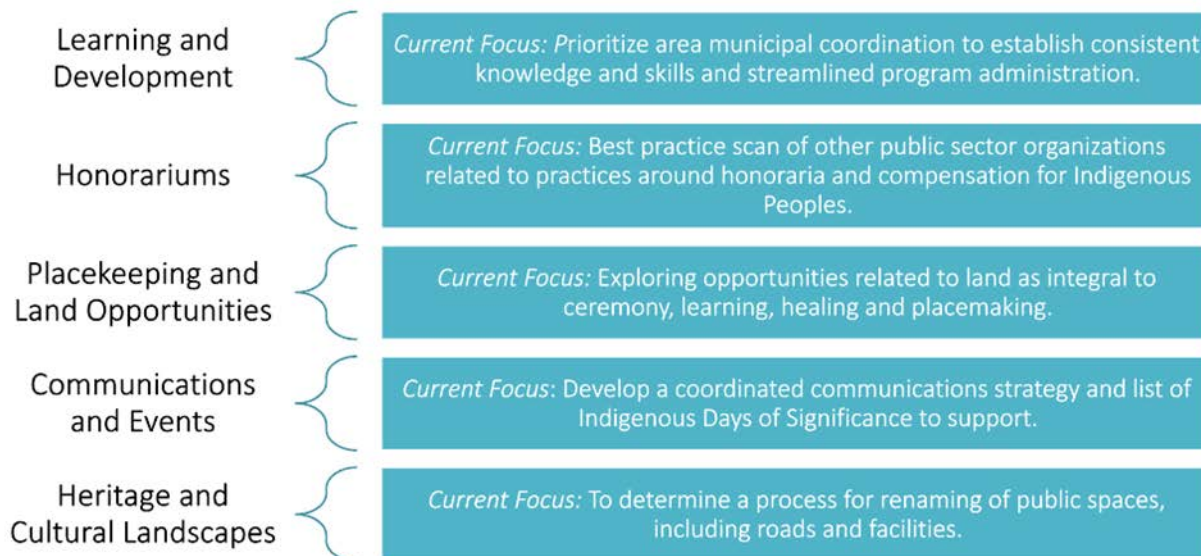 Learning and
Development
Current Focus: Prioritize area municipal coordination to establish consistent
knowledge and skills and streamlined program administration.
Honorariums
Current Focus: Best practice scan of other public sector organizations
related to practices around honoraria and compensation for Indigenous
Peoples.
Placekeeping and
Land Opportunities
Current Focus: Exploring opportunities related to land as integral to
ceremony, learning, healing and placemaking.
Communications
and Events
Current Focus: Develop a coordinated communications strategy and list of
Indigenous Days of Significance to support.
Heritage and
Cultural Landscapes
Current Focus: To determine a process for renaming of public spaces,
including roads and facilities.